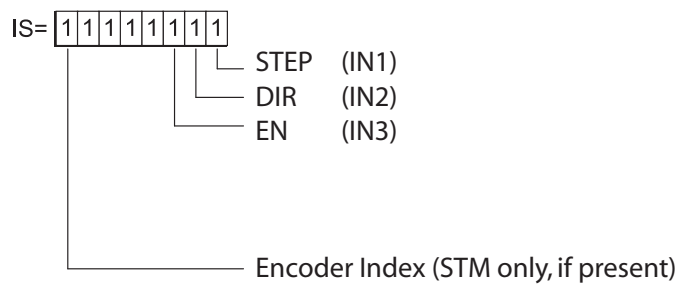 IS= 1 1 1 1 1 1 1 1
STEP (IN1)
DIR (IN2)
EN (IN3)
Encoder Index (STM only, if present)